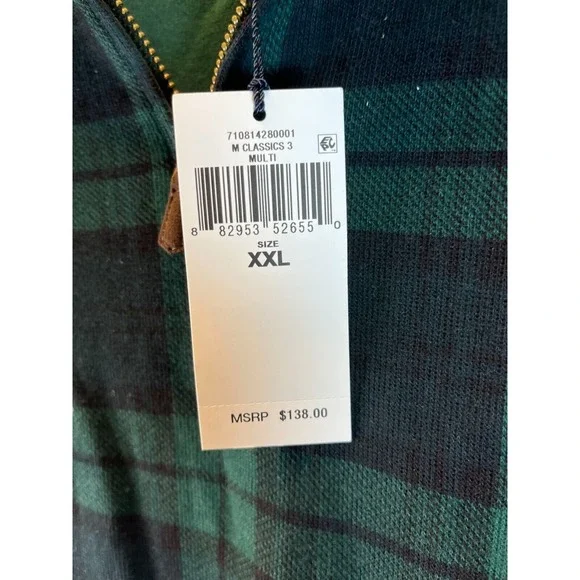 710814280001
M CLASSICS 3
MULTI
8 82953 52655 0
SIZE
XXL
MSRP $138.00